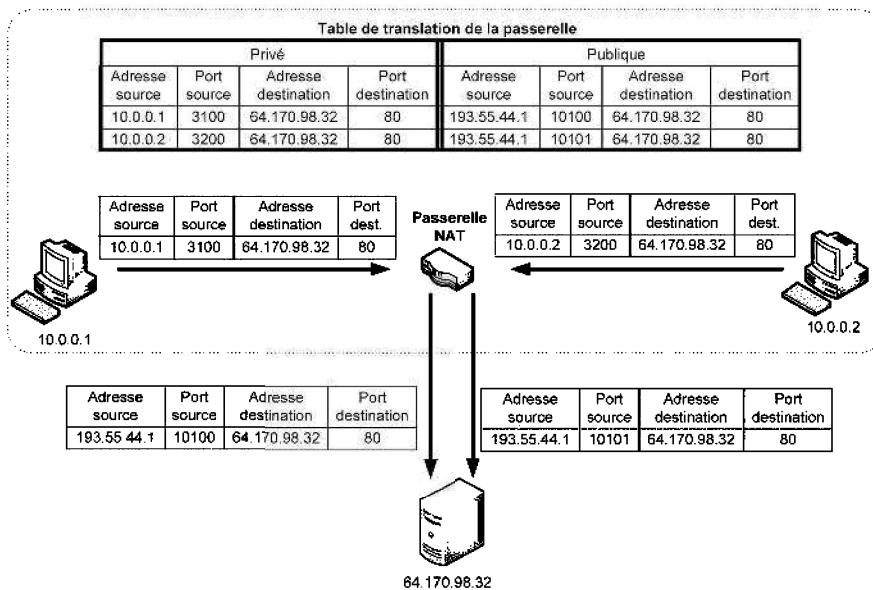 Table de translation de la passerelle
Privé Publique
Adresse source Port source Adresse destination Port destination Adresse source Port source Adresse destination Port destination
10.0.0.1 3100 64.170.98.32 80 193.55.44.1 10100 64.170.98.32 80
10.0.0.2 3200 64.170.98.32 80 193.55.44.1 10101 64.170.98.32 80
Adresse source Port source Adresse destination Port dest.
10.0.0.1 3100 64.170.98.32 80
Passerelle
NAT
Adresse source Port source Adresse destination Port dest.
10.0.0.2 3200 64.170.98.32 80
10.0.0.1
10.0.0.2
Adresse source Port source Adresse destination Port destination
193.55 44.1 10100 64.170.98.32 80
Adresse source Port source Adresse destination Port destination
193.55.44.1 10101 64.170.98.32 80
64.170.98.32